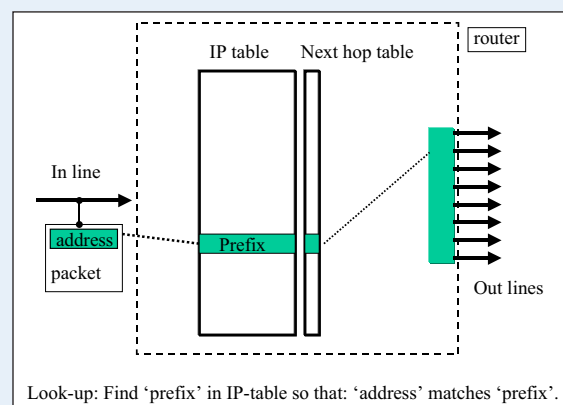 IP table
Next hop table
router
In line
address
packet
Prefix
Out lines
Look-up: Find ‘prefix’ in IP-table so that: ‘address’ matches ‘prefix’.